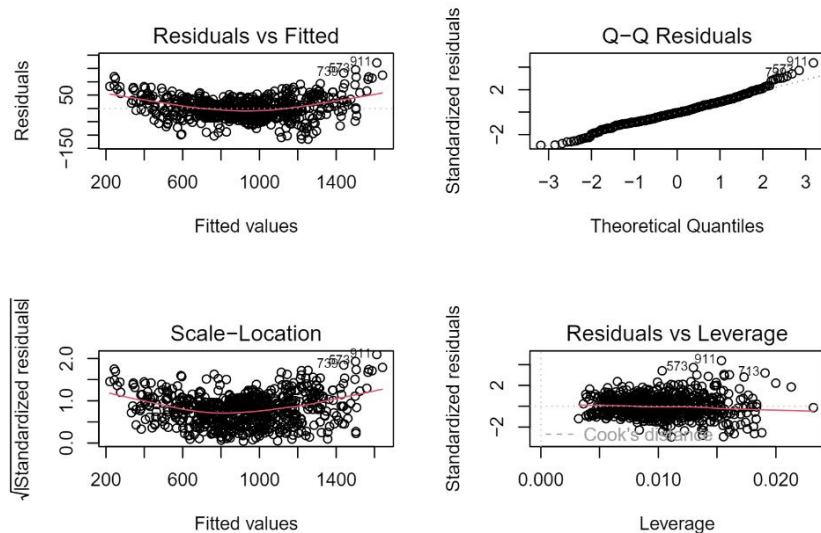 Residuals vs Fitted
Residuals
50
-150
739
573
911
200 600 1000 1400
Fitted values
Q-Q Residuals
Standardized residuals
2
-2
573
911
-3 -2 -1 0 1 2 3
Theoretical Quantiles
Scale-Location
√|Standardized residuals|
2.0
1.0
0.0
739
573
911
200 600 1000 1400
Fitted values
Residuals vs Leverage
Standardized residuals
2
-2
573
911
713
Cook's distance
0.000 0.010 0.020
Leverage